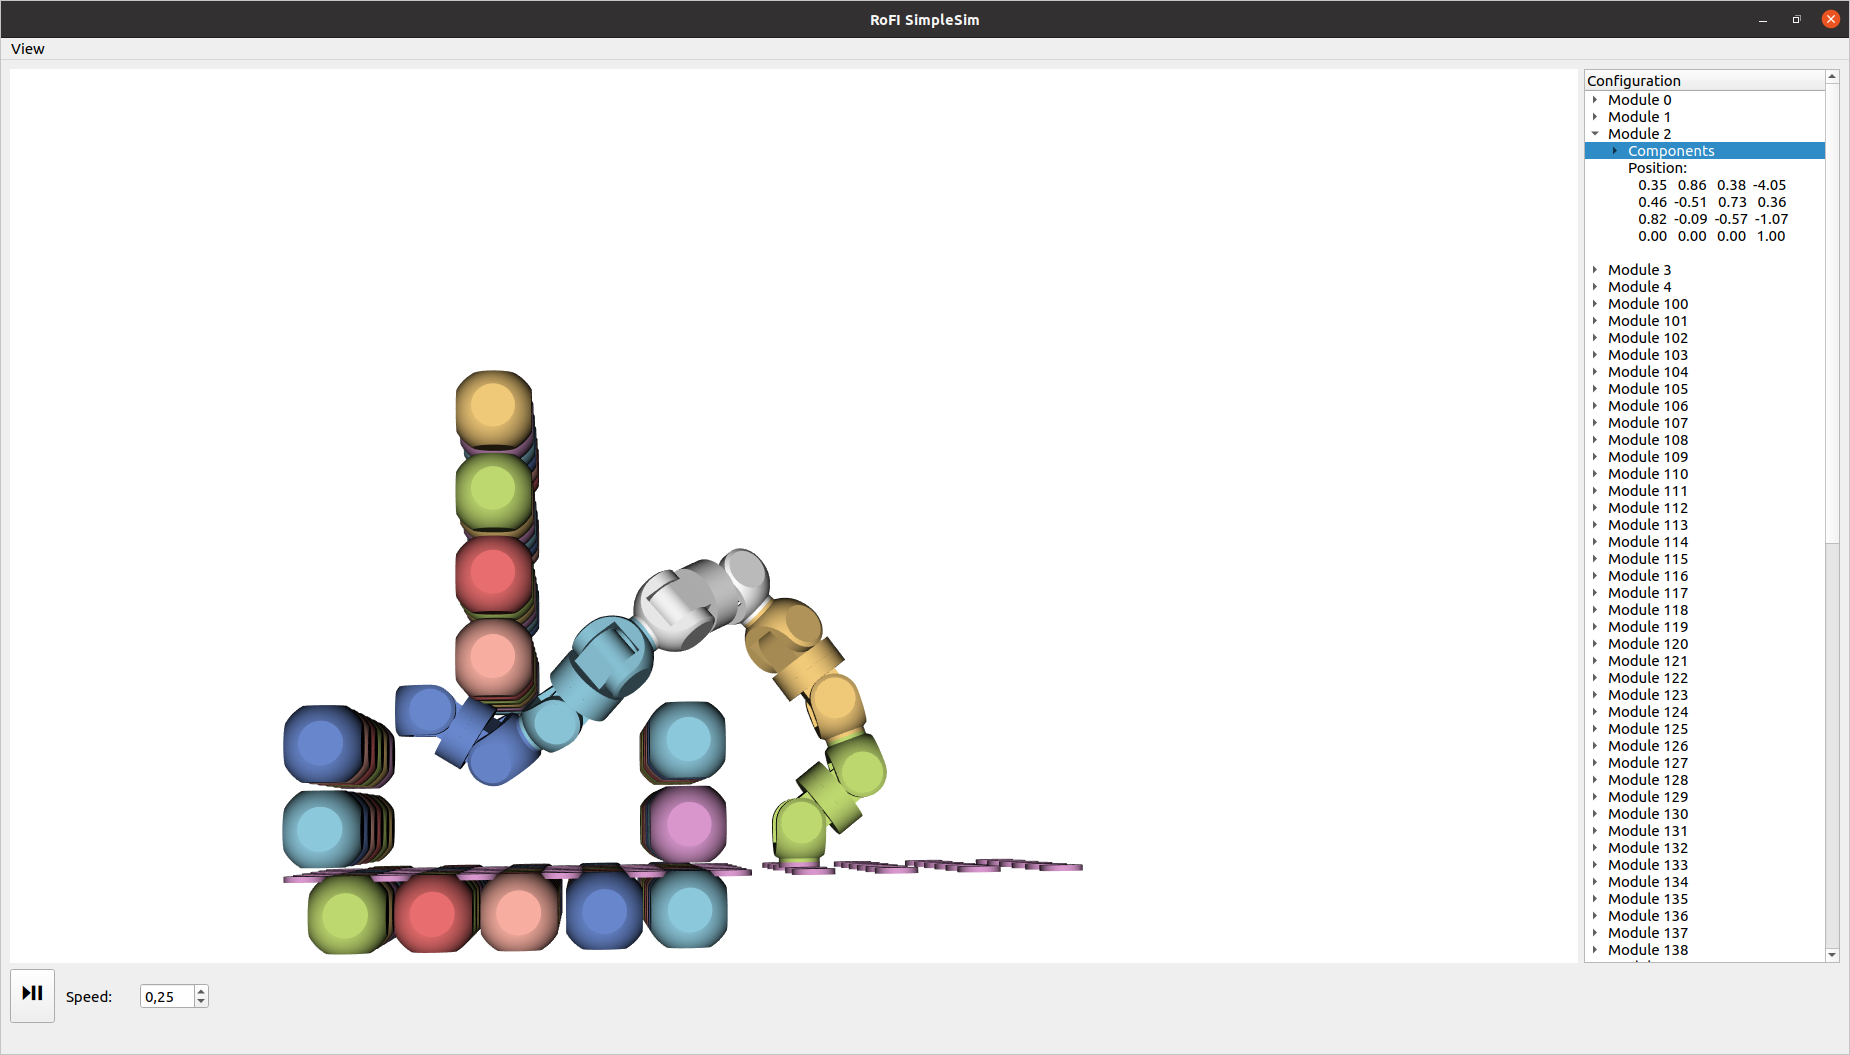 RoFI SimpleSim
View
Configuration
Module 0
Module 1
Module 2
Components
Position:
0.35 0.86 0.38 -4.05
0.46 -0.51 0.73 0.36
0.82 -0.09 -0.57 -1.07
0.00 0.00 0.00 1.00
Module 3
Module 4
Module 100
Module 101
Module 102
Module 103
Module 104
Module 105
Module 106
Module 107
Module 108
Module 109
Module 110
Module 111
Module 112
Module 113
Module 114
Module 115
Module 116
Module 117
Module 118
Module 119
Module 120
Module 121
Module 122
Module 123
Module 124
Module 125
Module 126
Module 127
Module 128
Module 129
Module 130
Module 131
Module 132
Module 133
Module 134
Module 135
Module 136
Module 137
Module 138
Speed: 0,25